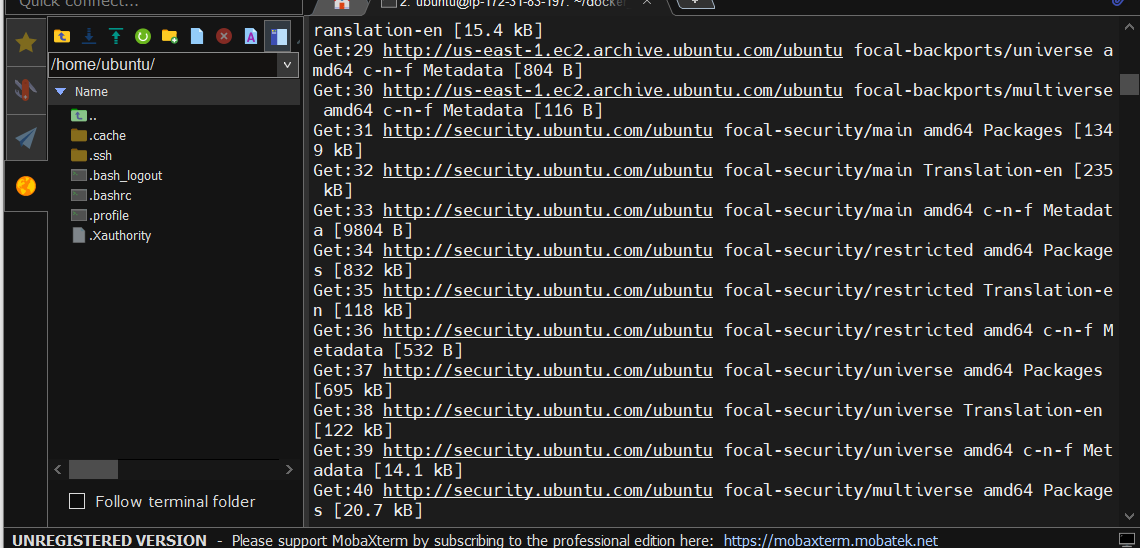 Quick connect...
2. ubuntu@ip-172-31-83-197: ~/docker
/home/ubuntu/
Name
..
.cache
.ssh
.bash_logout
.bashrc
.profile
.Xauthority
Follow terminal folder
ranslation-en [15.4 kB]
Get:29 http://us-east-1.ec2.archive.ubuntu.com/ubuntu focal-backports/universe a
md64 c-n-f Metadata [804 B]
Get:30 http://us-east-1.ec2.archive.ubuntu.com/ubuntu focal-backports/multiverse
 amd64 c-n-f Metadata [116 B]
Get:31 http://security.ubuntu.com/ubuntu focal-security/main amd64 Packages [134
9 kB]
Get:32 http://security.ubuntu.com/ubuntu focal-security/main Translation-en [235
 kB]
Get:33 http://security.ubuntu.com/ubuntu focal-security/main amd64 c-n-f Metadat
a [9804 B]
Get:34 http://security.ubuntu.com/ubuntu focal-security/restricted amd64 Package
s [832 kB]
Get:35 http://security.ubuntu.com/ubuntu focal-security/restricted Translation-e
n [118 kB]
Get:36 http://security.ubuntu.com/ubuntu focal-security/restricted amd64 c-n-f M
etadata [532 B]
Get:37 http://security.ubuntu.com/ubuntu focal-security/universe amd64 Packages
[695 kB]
Get:38 http://security.ubuntu.com/ubuntu focal-security/universe Translation-en
[122 kB]
Get:39 http://security.ubuntu.com/ubuntu focal-security/universe amd64 c-n-f Met
adata [14.1 kB]
Get:40 http://security.ubuntu.com/ubuntu focal-security/multiverse amd64 Package
s [20.7 kB]
UNREGISTERED VERSION - Please support MobaXterm by subscribing to the professional edition here: https://mobaxterm.mobatek.net